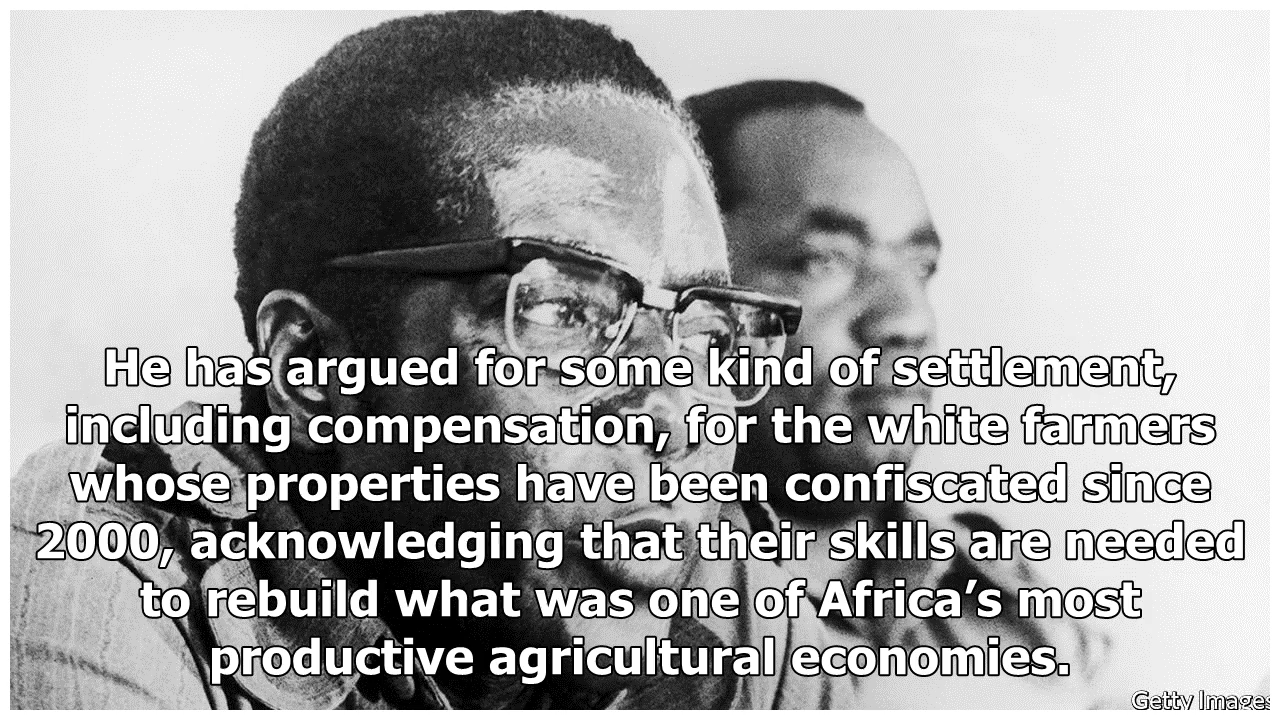 He has argued for some kind of settlement,
including compensation, for the white farmers
whose properties have been confiscated since
2000, acknowledging that their skills are needed
to rebuild what was one of Africa’s most
productive agricultural economies.
Getty Images